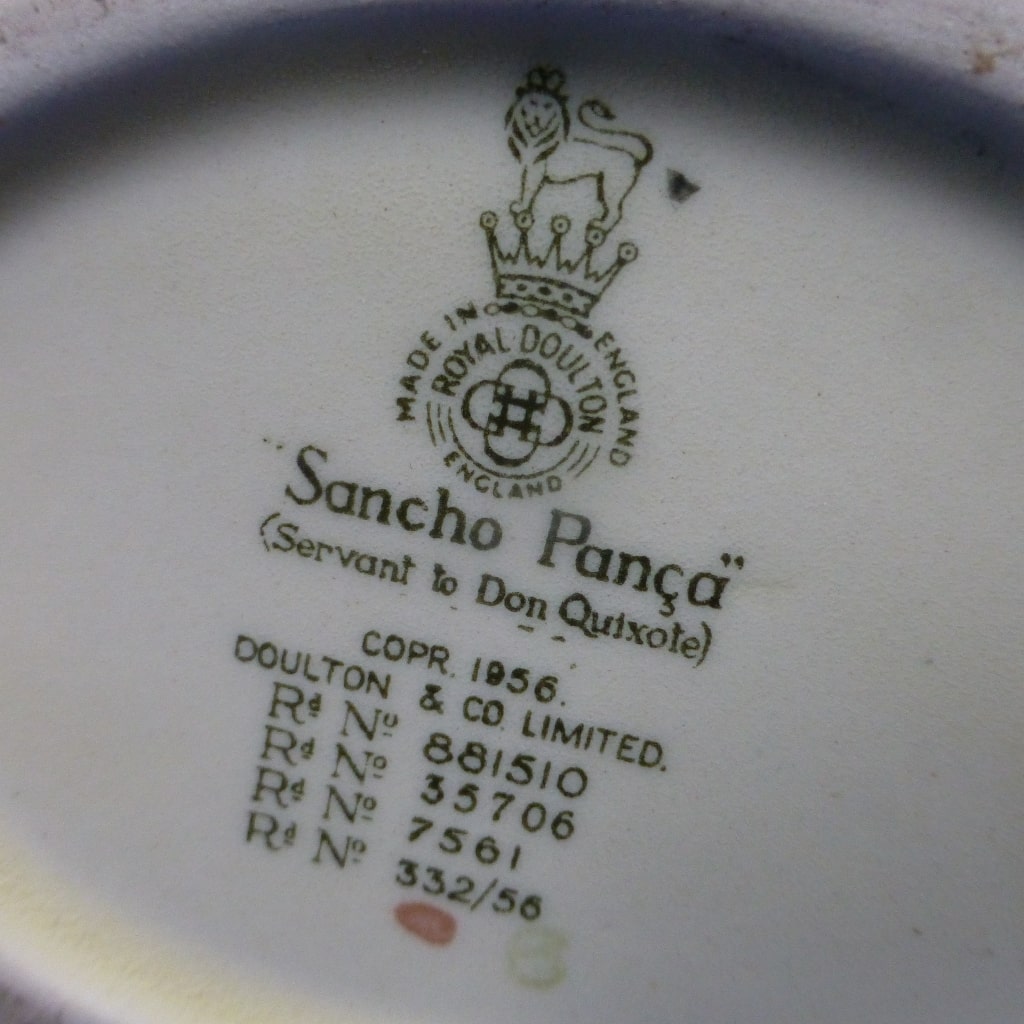 MADE IN ENGLAND
ROYAL DOULTON
ENGLAND
"Sancho Pança"
(Servant to Don Quixote)
COPR. 1956.
DOULTON & CO LIMITED.
Rd No 881510
Rd No 35706
Rd No 7561
Rd No 332/56